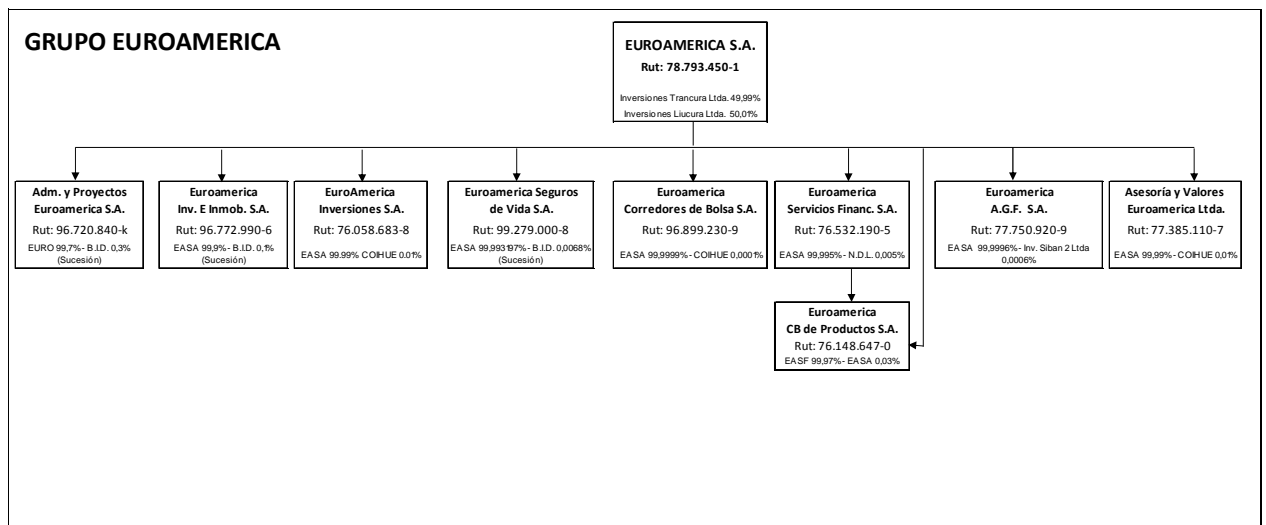 GRUPO EUROAMERICA
EUROAMERICA S.A.
Rut: 78.793.450-1
Inversiones Trancura Ltda. 49,99%
Inversiones Liucura Ltda. 50,01%
Adm. y Proyectos
Euroamerica S.A.
Rut: 96.720.840-k
EURO 99,7%- B.I.D. 0,3%
(Sucesión)
Euroamerica
Inv. E Inmob. S.A.
Rut: 96.772.990-6
EASA 99,9%- B.I.D. 0,1%
(Sucesión)
EuroAmerica
Inversiones S.A.
Rut: 76.058.683-8
EASA 99.99% COIHUE 0.01%
Euroamerica Seguros
de Vida S.A.
Rut: 99.279.000-8
EASA 99,993197%- B.I.D. 0,0068%
(Sucesión)
Euroamerica
Corredores de Bolsa S.A.
Rut: 96.899.230-9
EASA 99,9999%- COIHUE 0,0001%
Euroamerica
Servicios Financ. S.A.
Rut: 76.532.190-5
EASA 99,995%- N.D.L. 0,005%
Euroamerica
A.G.F. S.A.
Rut: 77.750.920-9
EASA 99,9996%- Inv. Siban 2 Ltda
0,0006%
Asesoría y Valores
Euroamerica Ltda.
Rut: 77.385.110-7
EASA 99,99%- COIHUE 0,01%
Euroamerica
CB de Productos S.A.
Rut: 76.148.647-0
EASF 99,97%- EASA 0,03%